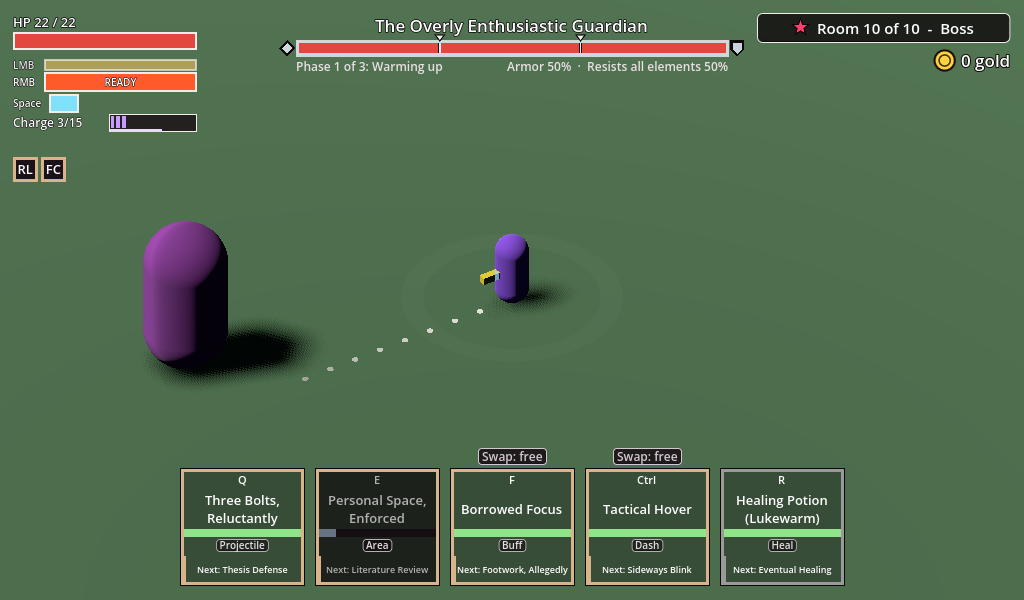 HP 22 / 22
The Overly Enthusiastic Guardian
Room 10 of 10 - Boss
0 gold
LMB
RMB READY
Space
Charge 3/15
Phase 1 of 3: Warming up
Armor 50% · Resists all elements 50%
RL FC
Swap: free
Swap: free
Q
Three Bolts,
Reluctantly
Projectile
Next: Thesis Defense
E
Personal Space,
Enforced
Area
Next: Literature Review
F
Borrowed Focus
Buff
Next: Footwork, Allegedly
Ctrl
Tactical Hover
Dash
Next: Sideways Blink
R
Healing Potion
(Lukewarm)
Heal
Next: Eventual Healing